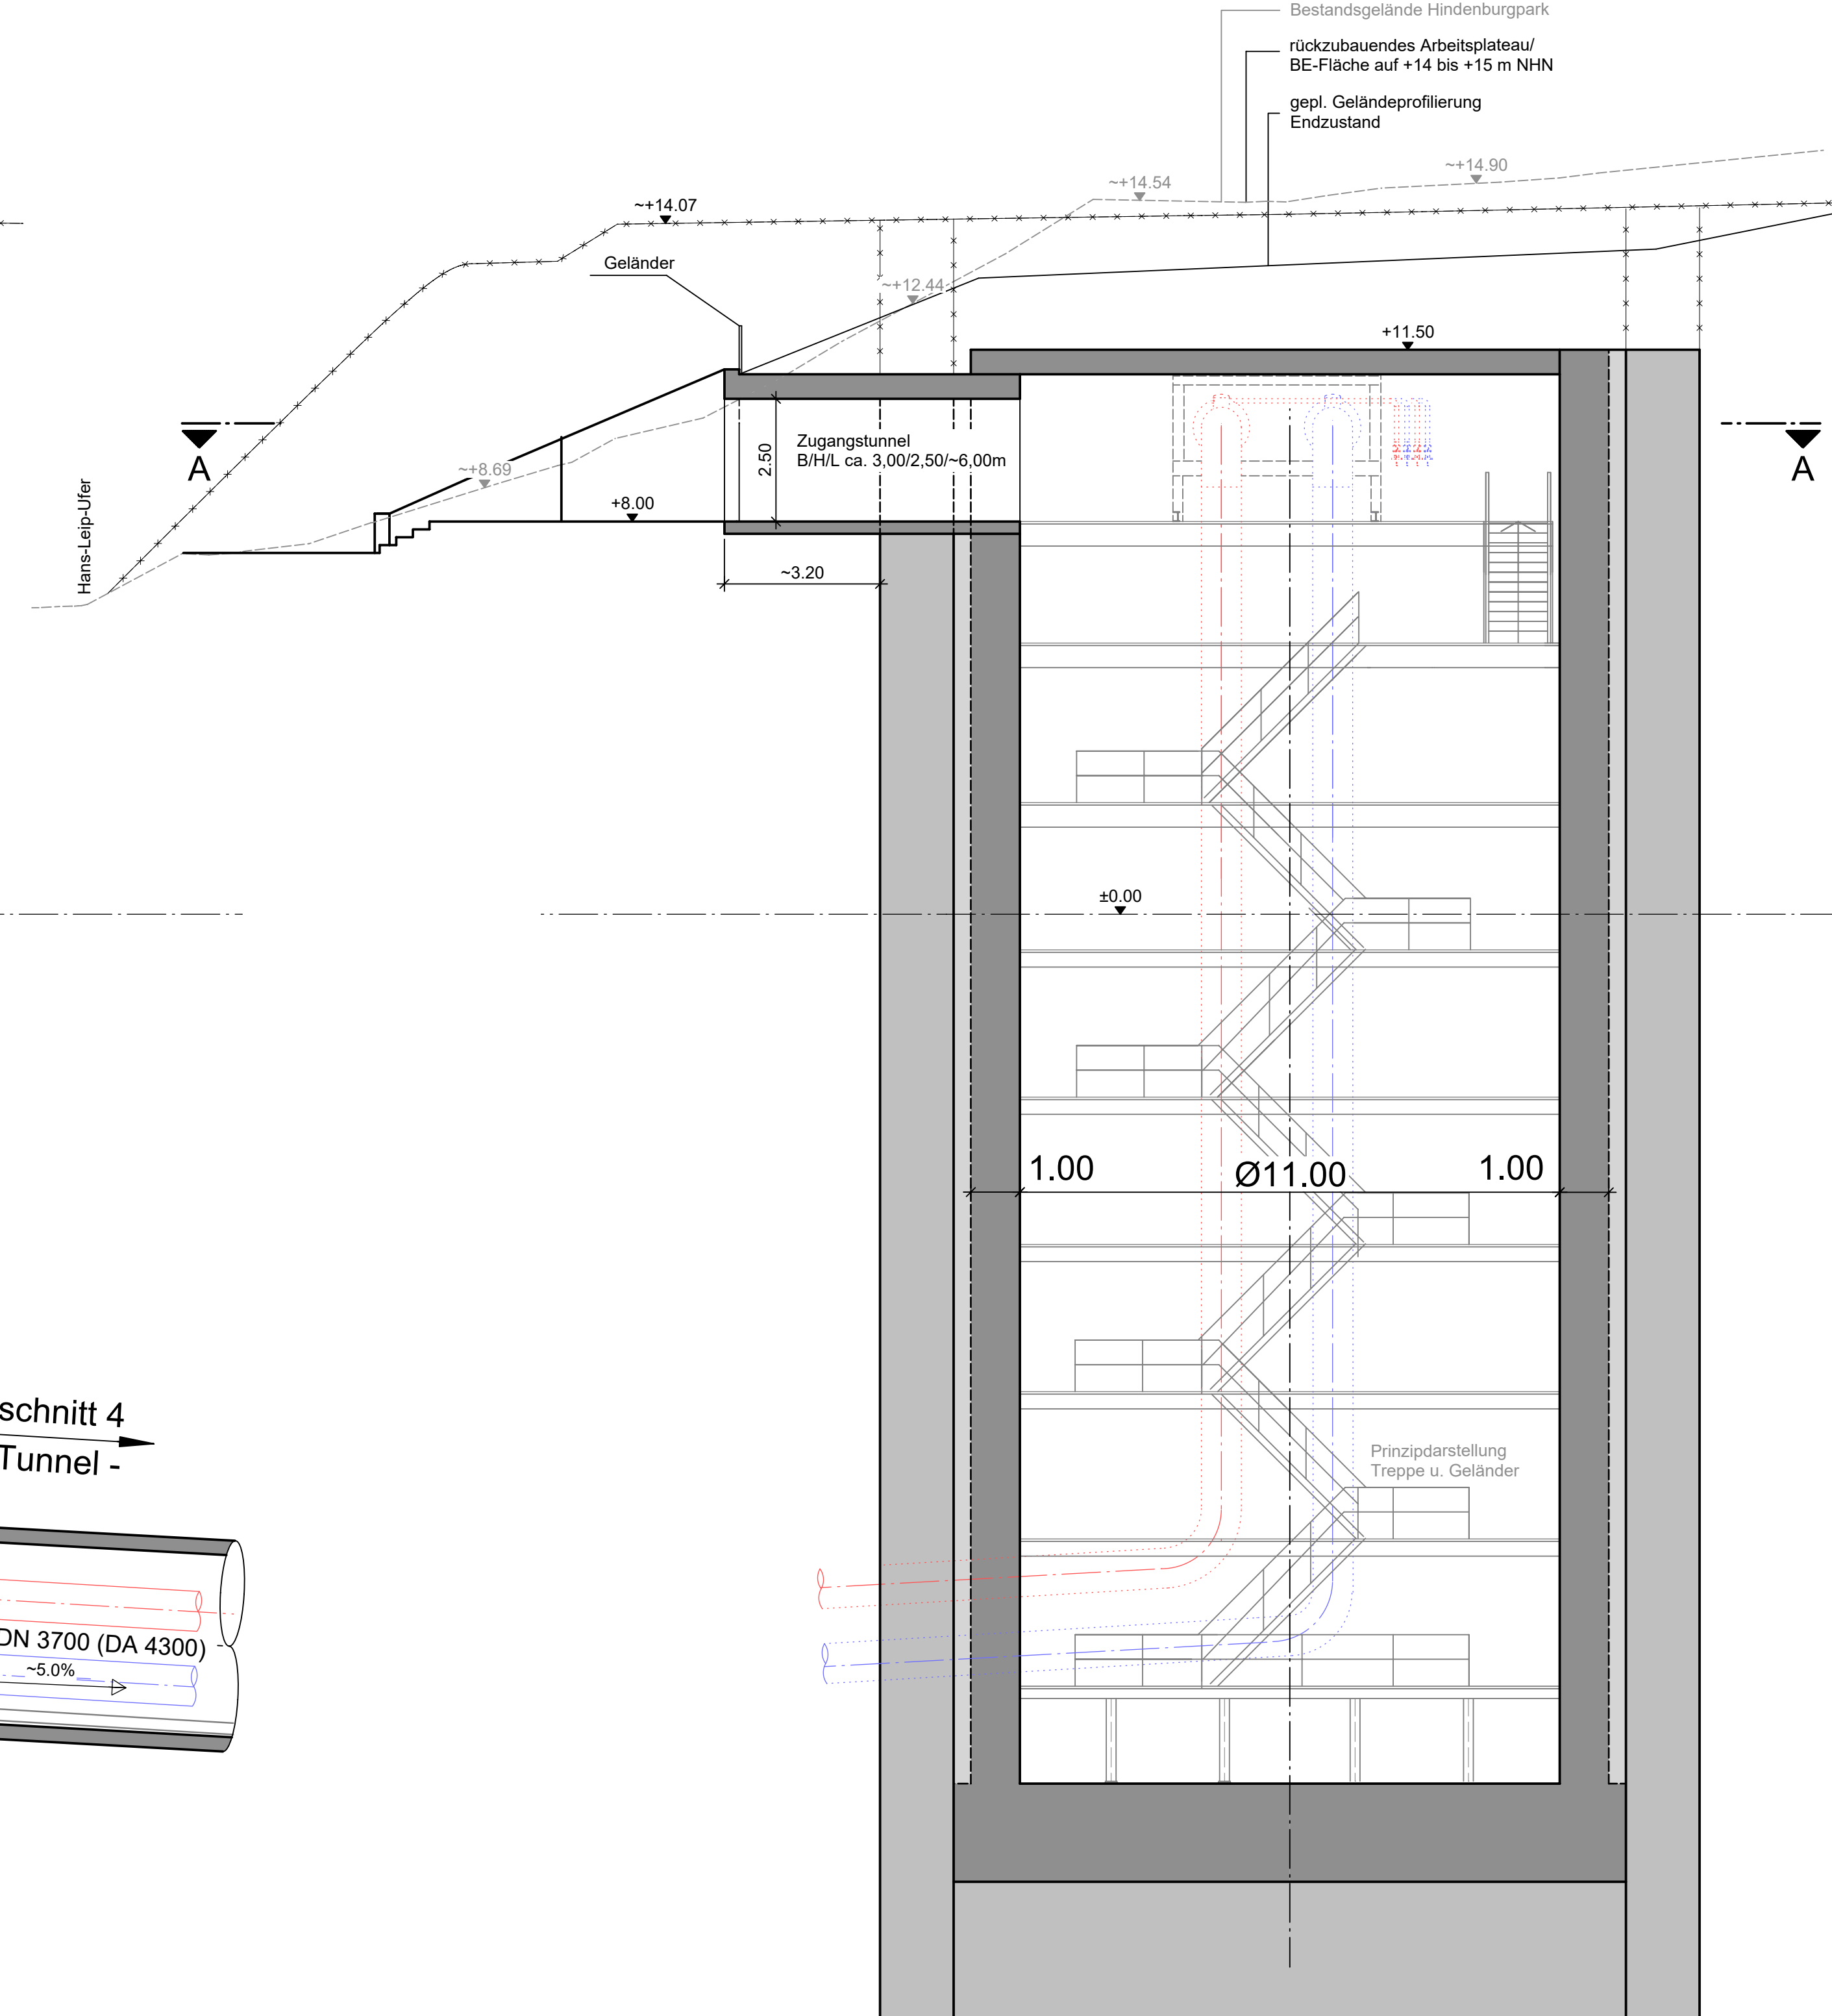 Bestandsgelände Hindenburgpark
rückzubauendes Arbeitsplateau/
BE-Fläche auf +14 bis +15 m NHN
gepl. Geländeprofilierung
Endzustand
~+14.90
~+14.54
~+14.07
Geländer
~+12.44
+11.50
A
A
Zugangstunnel
B/H/L ca. 3,00/2,50/~6,00m
2.50
~+8.69
+8.00
Hans-Leip-Ufer
~3.20
±0.00
1.00
Ø11.00
1.00
schnitt 4
Tunnel -
Prinzipdarstellung
Treppe u. Geländer
DN 3700 (DA 4300)
~5.0%